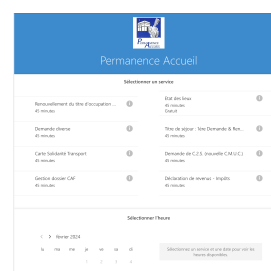 Permanence
Accueil
Permanence Accueil
Sélectionner un service
Renouvellement du titre d'occupation ...
45 minutes
État des lieux
45 minutes
Gratuit
Demande diverse
45 minutes
Titre de séjour : 1ère Demande & Ren...
45 minutes
Carte Solidarité Transport
45 minutes
Demande de C.S.S. (nouvelle C.M.U.C.)
45 minutes
Gestion dossier CAF
45 minutes
Déclaration de revenus - Impôts
45 minutes
Sélectionner l'heure
< > février 2024
lu ma me je ve sa di
1 2 3 4
Sélectionnez un service et une date pour voir les
heures disponibles.